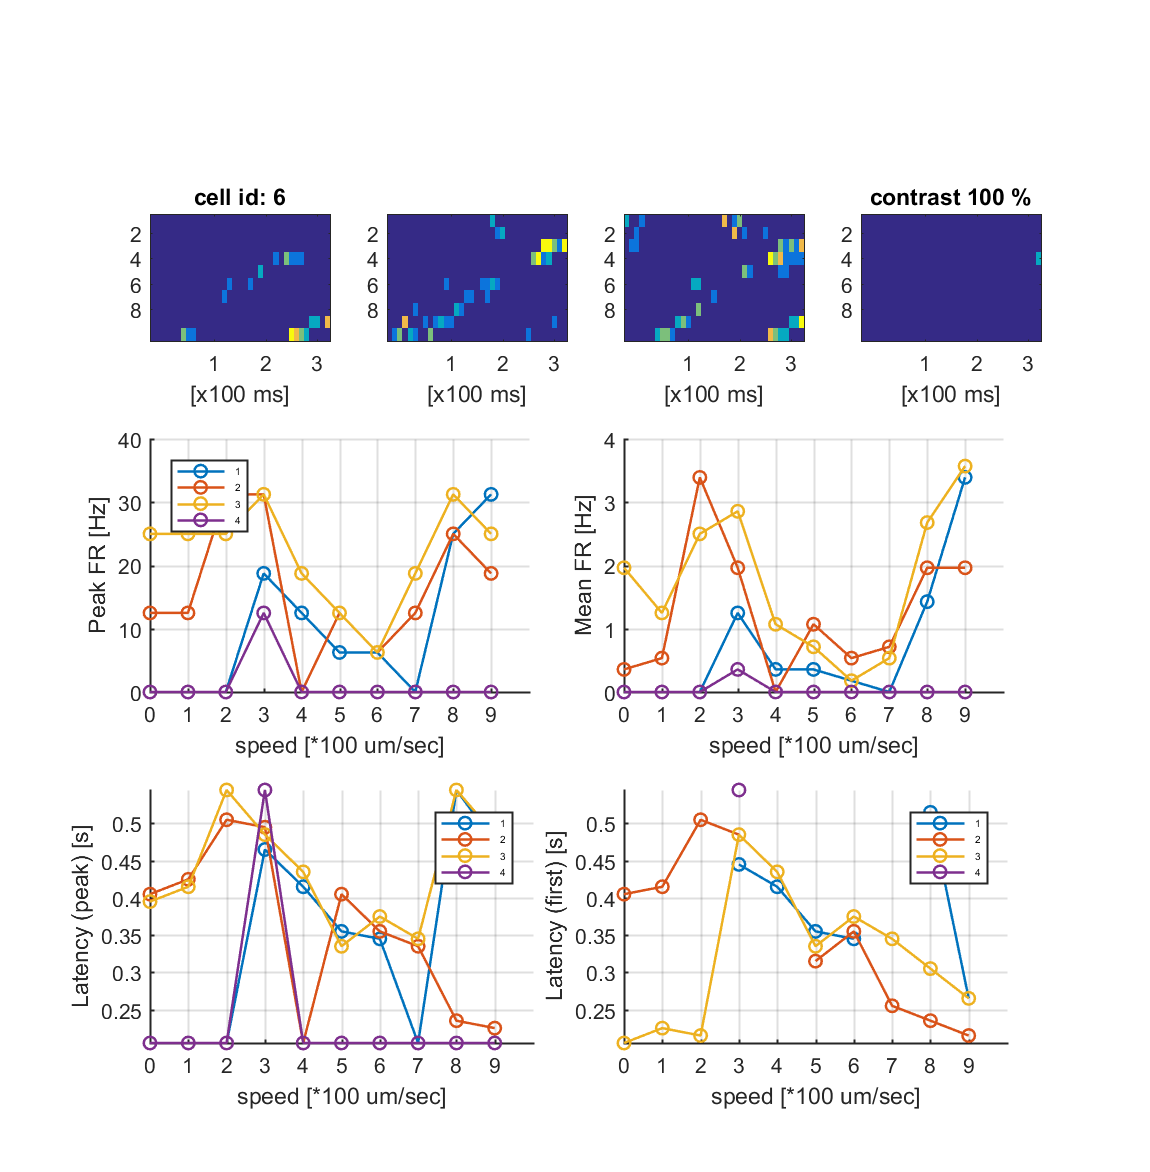 cell id: 6
contrast 100 %
2 4 6 8
1 2 3
[x100 ms]
2 4 6 8
1 2 3
[x100 ms]
2 4 6 8
1 2 3
[x100 ms]
2 4 6 8
1 2 3
[x100 ms]
Peak FR [Hz]
40
30
20
10
0
1
2
3
4
0 1 2 3 4 5 6 7 8 9
speed [*100 um/sec]
Mean FR [Hz]
4
3
2
1
0
0 1 2 3 4 5 6 7 8 9
speed [*100 um/sec]
Latency (peak) [s]
0.5
0.45
0.4
0.35
0.3
0.25
1
2
3
4
0 1 2 3 4 5 6 7 8 9
speed [*100 um/sec]
Latency (first) [s]
0.5
0.45
0.4
0.35
0.3
0.25
1
2
3
4
0 1 2 3 4 5 6 7 8 9
speed [*100 um/sec]